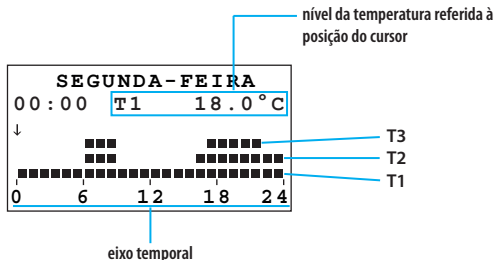 nível da temperatura referida à
posição do cursor
SEGUNDA-FEIRA
00:00 T1 18.0°C
↓
T3
T2
T1
0 6 12 18 24
eixo temporal